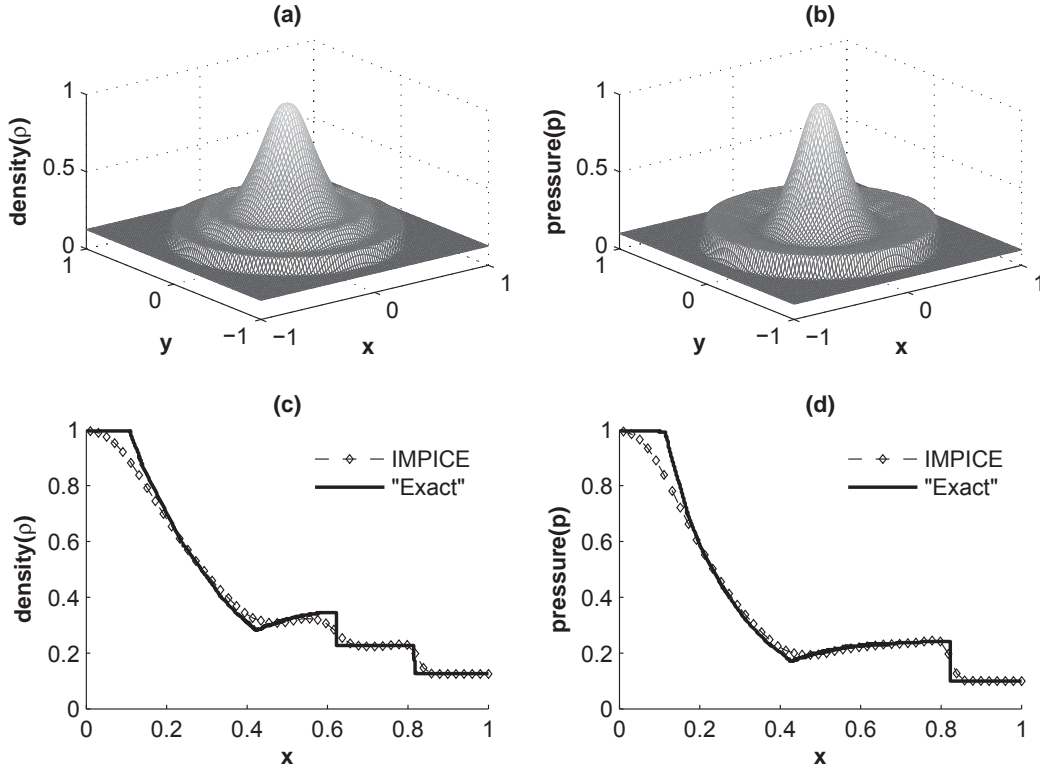 (a)
density(ρ)
1
0.5
0
1
0
−1
y
−1
0
1
x
(b)
pressure(p)
1
0.5
0
1
0
−1
y
−1
0
1
x
(c)
density(ρ)
1
0.8
0.6
0.4
0.2
0
0
0.2
0.4
0.6
0.8
1
x
IMPICE
"Exact"
(d)
pressure(p)
1
0.8
0.6
0.4
0.2
0
0
0.2
0.4
0.6
0.8
1
x
IMPICE
"Exact"